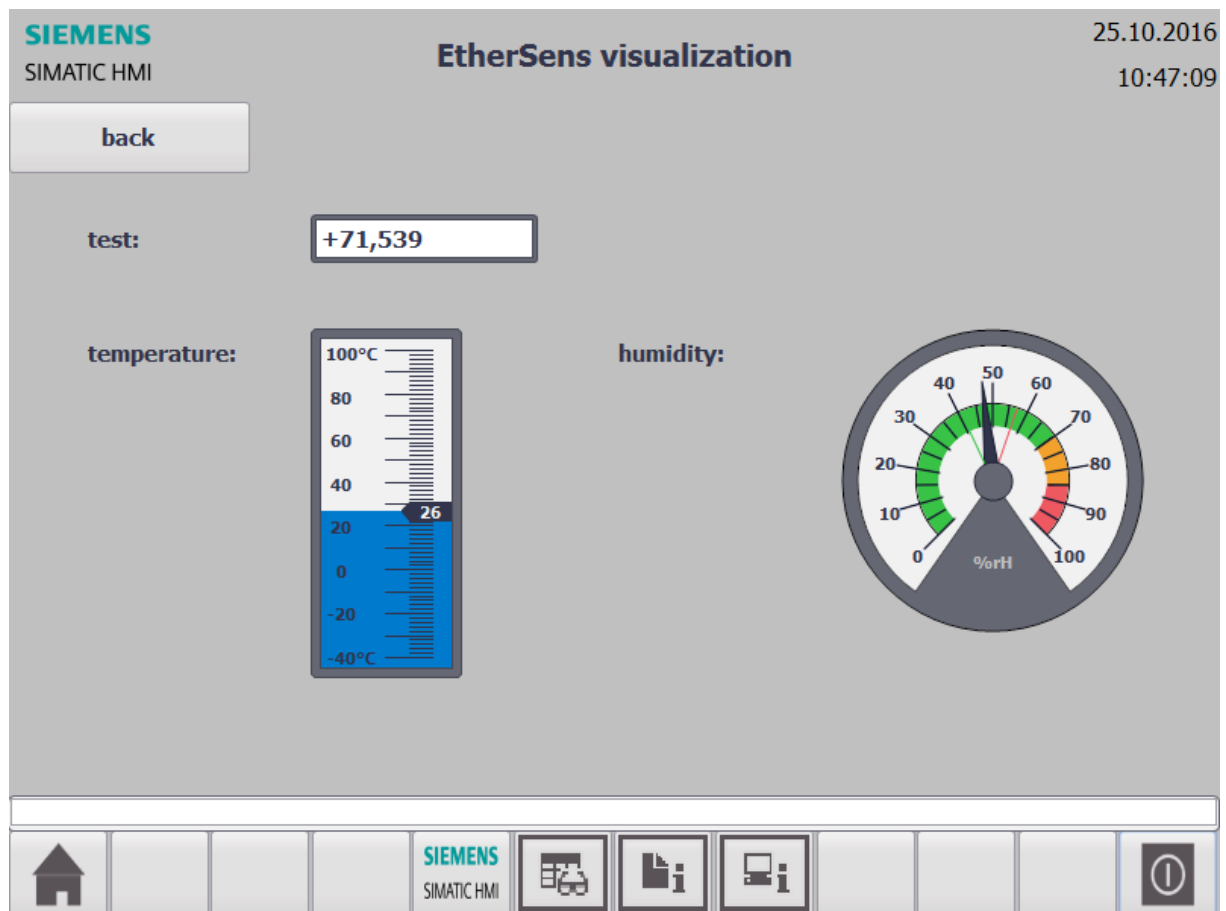 SIEMENS
SIMATIC HMI
EtherSens visualization
25.10.2016
10:47:09
back
test:
+71,539
temperature:
100°C
80
60
40
26
20
0
-20
-40°C
humidity:
0
10
20
30
40
50
60
70
80
90
100
%rH
SIEMENS
SIMATIC HMI